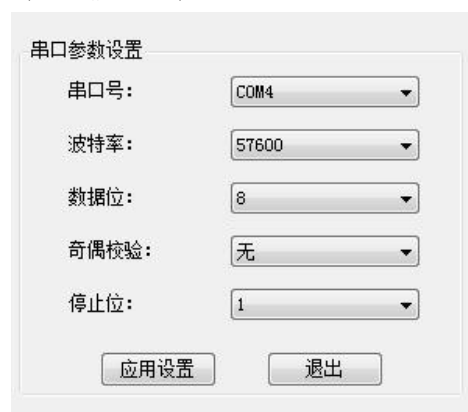 串口参数设置
串口号： COM4
波特率： 57600
数据位： 8
奇偶校验： 无
停止位： 1
应用设置 退出